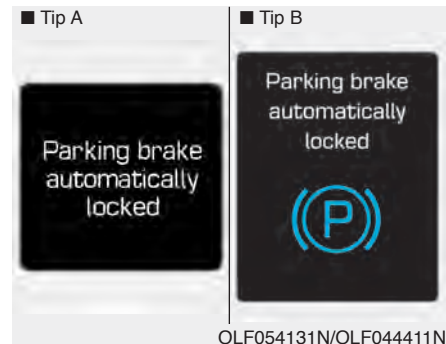 ■ Tip A
Parking brake
automatically
locked
■ Tip B
Parking brake
automatically
locked
P
OLF054131N/OLF044411N